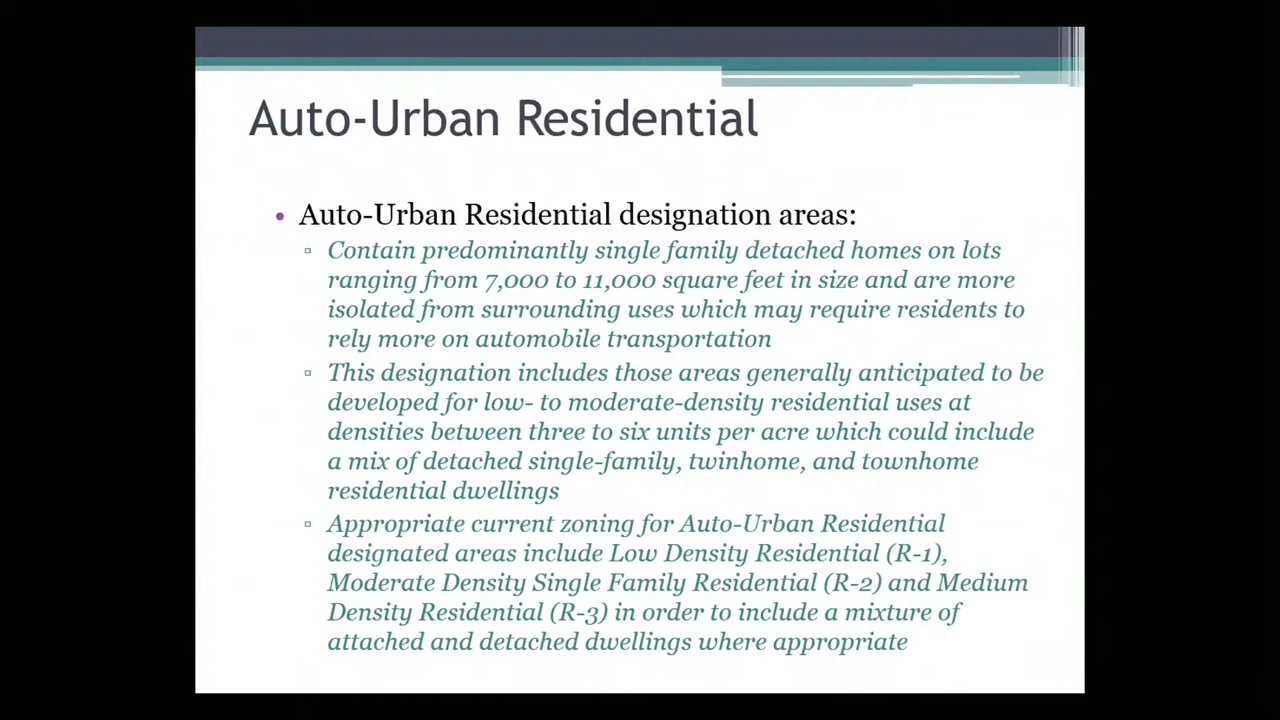 Auto-Urban Residential
• Auto-Urban Residential designation areas:
▫ Contain predominantly single family detached homes on lots
ranging from 7,000 to 11,000 square feet in size and are more
isolated from surrounding uses which may require residents to
rely more on automobile transportation
▫ This designation includes those areas generally anticipated to be
developed for low- to moderate-density residential uses at
densities between three to six units per acre which could include
a mix of detached single-family, twinhome, and townhome
residential dwellings
▫ Appropriate current zoning for Auto-Urban Residential
designated areas include Low Density Residential (R-1),
Moderate Density Single Family Residential (R-2) and Medium
Density Residential (R-3) in order to include a mixture of
attached and detached dwellings where appropriate